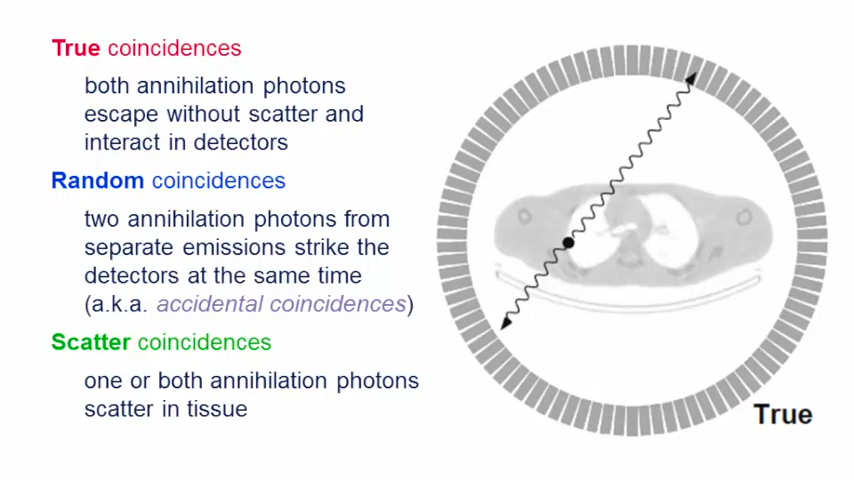 True coincidences
both annihilation photons
escape without scatter and
interact in detectors
Random coincidences
two annihilation photons from
separate emissions strike the
detectors at the same time
(a.k.a. accidental coincidences)
Scatter coincidences
one or both annihilation photons
scatter in tissue
True